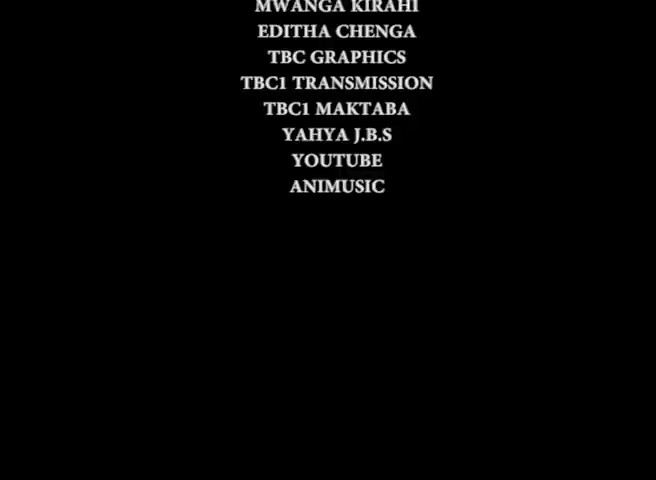 MWANGA KIRAHI
EDITHA CHENGA
TBC GRAPHICS
TBC1 TRANSMISSION
TBC1 MAKTABA
YAHYA J.B.S
YOUTUBE
ANIMUSIC